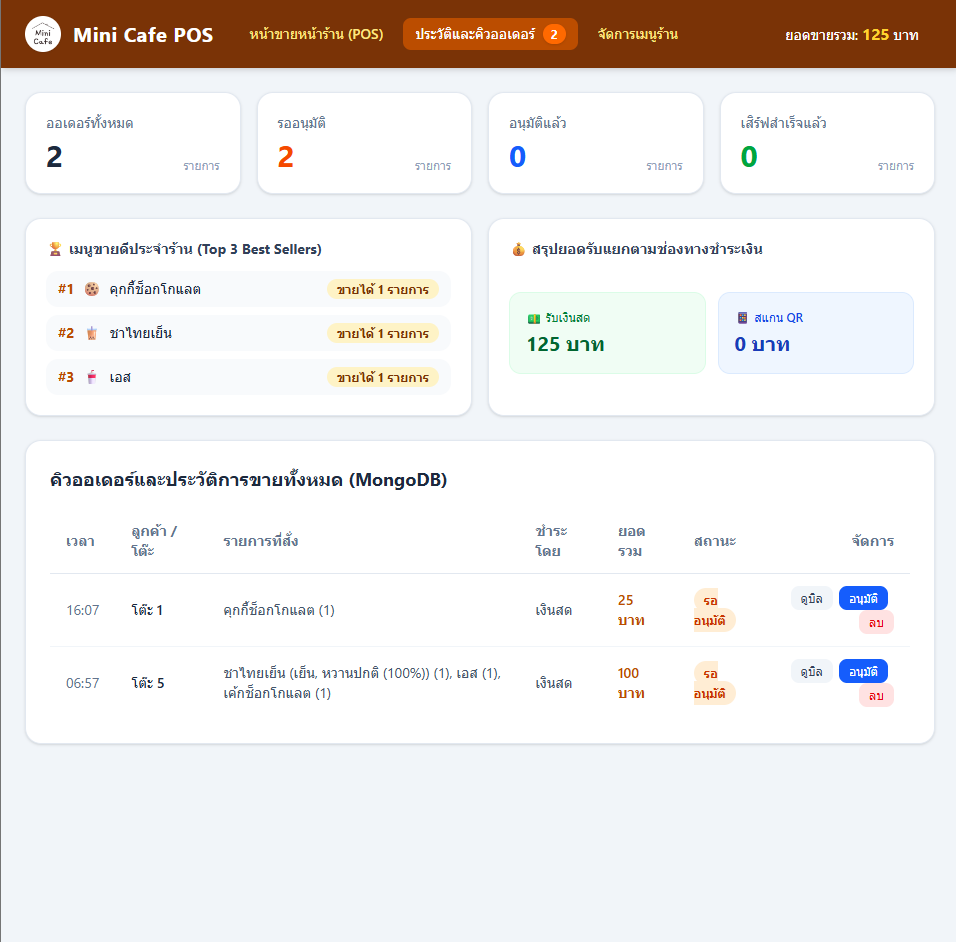 Mini Cafe
Mini Cafe POS
หน้าขายหน้าร้าน (POS)
ประวัติและคิวออเดอร์ 2
จัดการเมนูร้าน
ยอดขายรวม: 125 บาท
ออเดอร์ทั้งหมด
2 รายการ
รออนุมัติ
2 รายการ
อนุมัติแล้ว
0 รายการ
เสิร์ฟสำเร็จแล้ว
0 รายการ
เมนูขายดีประจำร้าน (Top 3 Best Sellers)
#1 คุกกี้ช็อกโกแลต ขายได้ 1 รายการ
#2 ชาไทยเย็น ขายได้ 1 รายการ
#3 เอส ขายได้ 1 รายการ
สรุปยอดรับแยกตามช่องทางชำระเงิน
รับเงินสด
125 บาท
สแกน QR
0 บาท
คิวออเดอร์และประวัติการขายทั้งหมด (MongoDB)
เวลา
ลูกค้า /
โต๊ะ
รายการที่สั่ง
ชำระ
โดย
ยอด
รวม
สถานะ
จัดการ
16:07
โต๊ะ 1
คุกกี้ช็อกโกแลต (1)
เงินสด
25
บาท
รอ
อนุมัติ
ดูบิล
อนุมัติ
ลบ
06:57
โต๊ะ 5
ชาไทยเย็น (เย็น, หวานปกติ (100%)) (1), เอส (1),
เค้กช็อกโกแลต (1)
เงินสด
100
บาท
รอ
อนุมัติ
ดูบิล
อนุมัติ
ลบ